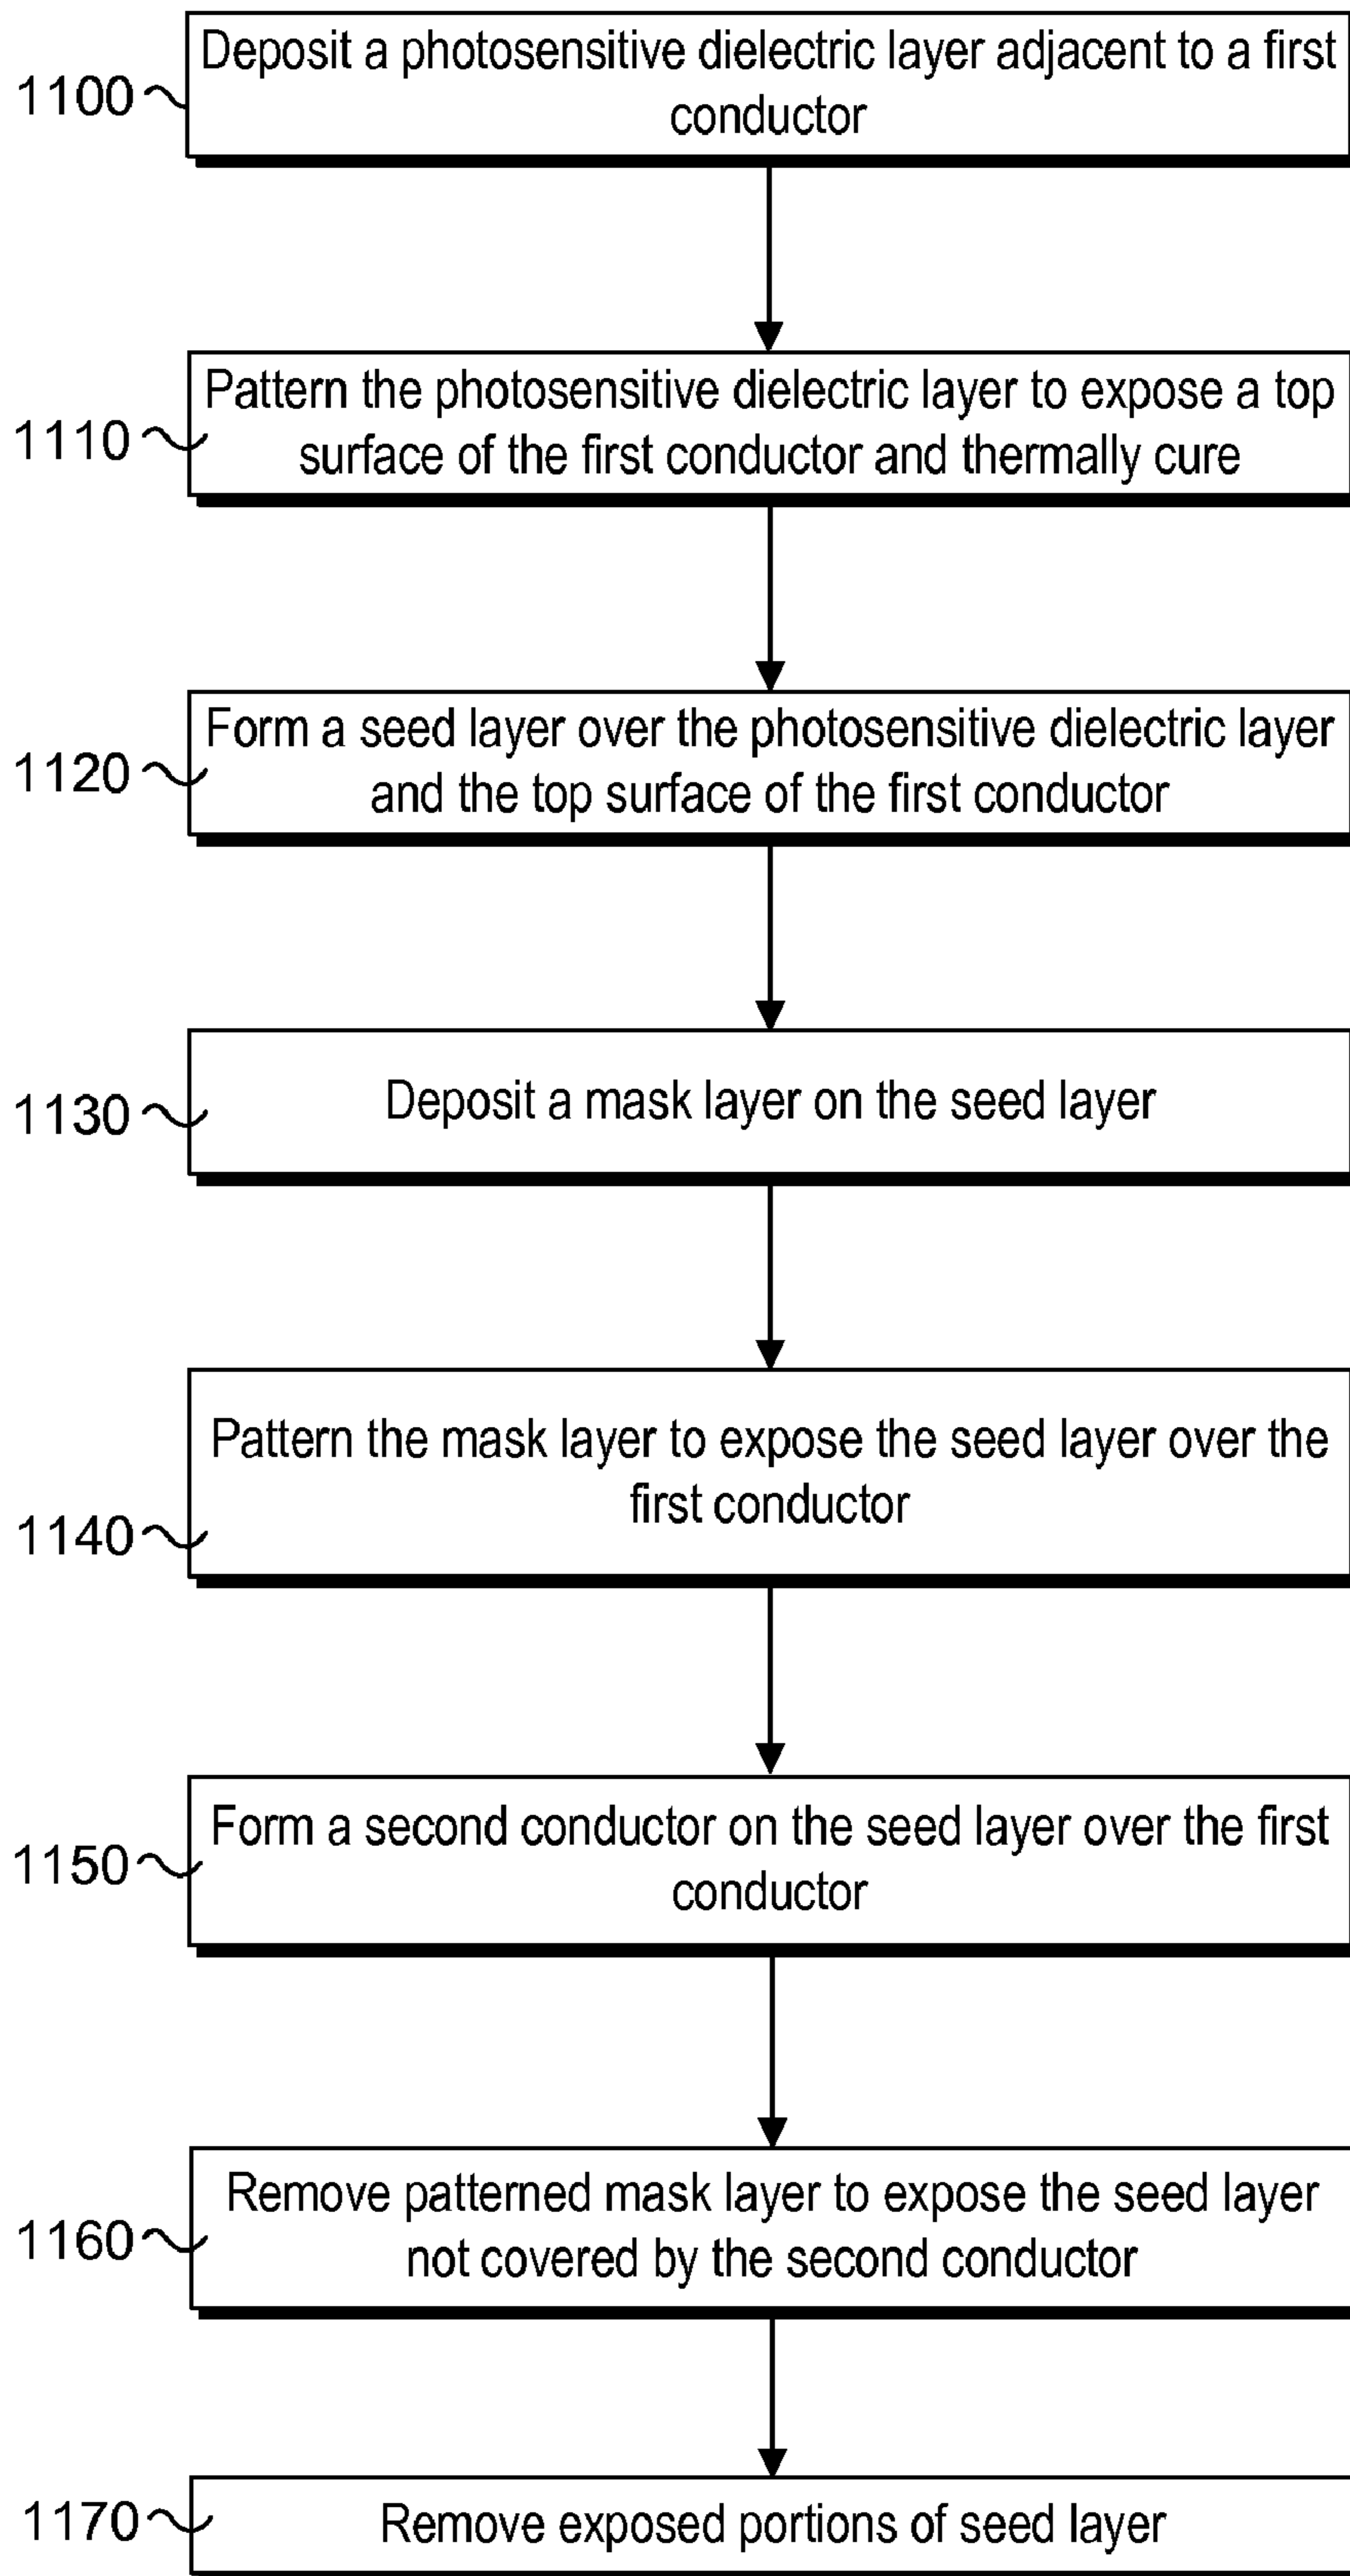 Deposit a photosensitive dielectric layer adjacent to a first
1100
conductor
Pattern the photosensitive dielectric layer to expose a top
1110
surface of the first conductor and thermally cure
Form a seed layer over the photosensitive dielectric layer
1120
and the top surface of the first conductor
1130
Deposit a mask layer on the seed layer
Pattern the mask layer to expose the seed layer over the
first conductor
1140
Form a second conductor on the seed layer over the first
1150
conductor
Remove patterned mask layer to expose the seed layer
1160
not covered by the second conductor
1170
Remove exposed portions of seed layer